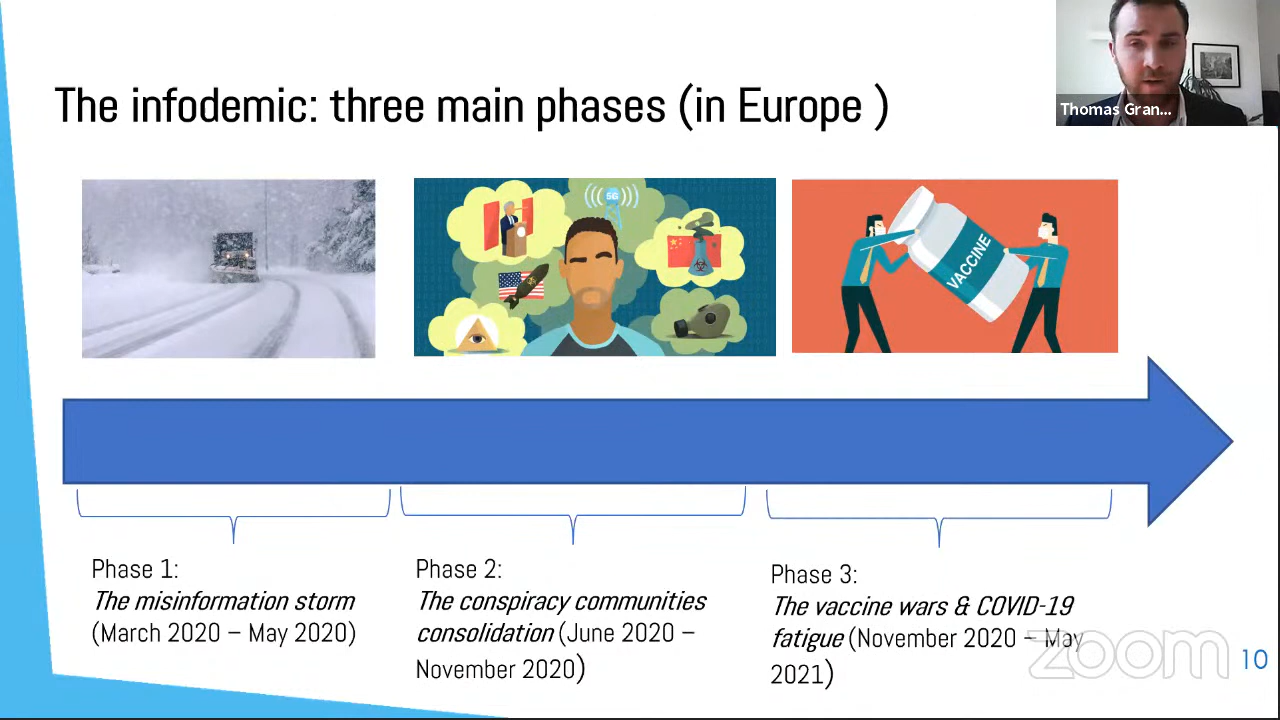 Thomas Gran...
The infodemic: three main phases (in Europe )
5G
VACCINE
Phase 1:
The misinformation storm
(March 2020 – May 2020)
Phase 2:
The conspiracy communities
consolidation (June 2020 –
November 2020)
Phase 3:
The vaccine wars & COVID-19
fatigue (November 2020 – May
2021)
zoom
10